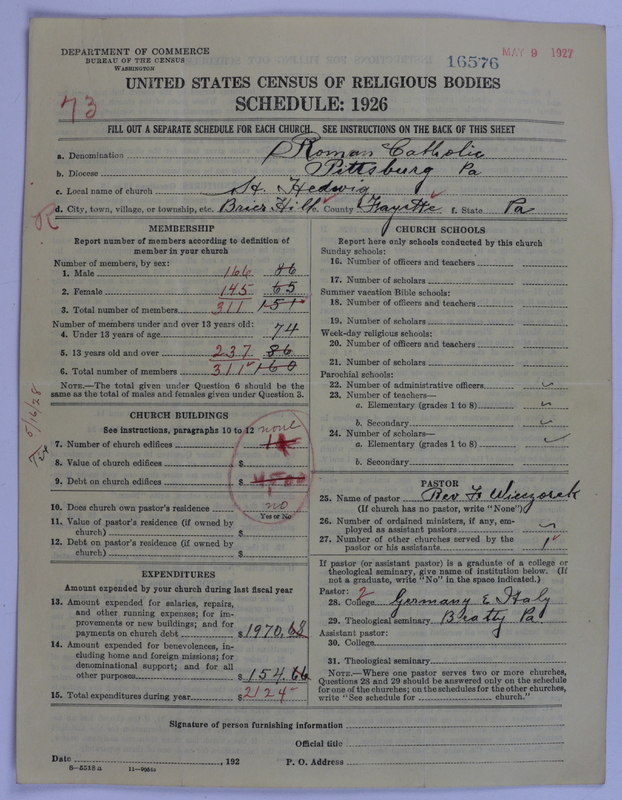 DEPARTMENT OF COMMERCE
BUREAU OF THE CENSUS
WASHINGTON
16576
MAY 9 1927
UNITED STATES CENSUS OF RELIGIOUS BODIES
SCHEDULE: 1926
73
FILL OUT A SEPARATE SCHEDULE FOR EACH CHURCH. SEE INSTRUCTIONS ON THE BACK OF THIS SHEET
a. Denomination Roman Catholic
b. Diocese Pittsburg Pa
c. Local name of church St. Hedwig
d. City, town, village, or township, etc. Brier Hill e. County Fayette f. State Pa
MEMBERSHIP
Report number of members according to definition of
member in your church
Number of members, by sex:
1. Male 166 86
2. Female 145 65
3. Total number of members 311 151
Number of members under and over 13 years old:
4. Under 13 years of age 74
5. 13 years old and over 237 86
6. Total number of members 311 160
NOTE.—The total given under Question 6 should be the
same as the total of males and females given under Question 3.
5/16/28
CHURCH BUILDINGS
See instructions, paragraphs 10 to 12 none
7. Number of church edifices 1
8. Value of church edifices $
9. Debt on church edifices $
10. Does church own pastor's residence no
Yes or No
11. Value of pastor's residence (if owned by
church) $
12. Debt on pastor's residence (if owned by
church) $
EXPENDITURES
Amount expended by your church during last fiscal year
13. Amount expended for salaries, repairs,
and other running expenses; for im-
provements or new buildings; and for
payments on church debt $1970.68
14. Amount expended for benevolences, in-
cluding home and foreign missions; for
denominational support; and for all
other purposes $154.66
15. Total expenditures during year $2125
CHURCH SCHOOLS
Report here only schools conducted by this church
Sunday schools:
16. Number of officers and teachers
17. Number of scholars
Summer vacation Bible schools:
18. Number of officers and teachers
19. Number of scholars
Week-day religious schools:
20. Number of officers and teachers
21. Number of scholars
Parochial schools:
22. Number of administrative officers
23. Number of teachers—
a. Elementary (grades 1 to 8)
b. Secondary
24. Number of scholars—
a. Elementary (grades 1 to 8)
b. Secondary
PASTOR
25. Name of pastor Rev. F. Wieczorek
(If church has no pastor, write "None")
26. Number of ordained ministers, if any, em-
ployed as assistant pastors
27. Number of other churches served by the
pastor or his assistants 1
If pastor (or assistant pastor) is a graduate of a college or
theological seminary, give name of institution below. (If
not a graduate, write "No" in the space indicated.)
Pastor: 2
28. College Germany & Italy
29. Theological seminary Beatty Pa
Assistant pastor:
30. College
31. Theological seminary
NOTE.—Where one pastor serves two or more churches,
Questions 28 and 29 should be answered only on the schedule
for one of the churches; on the schedules for the other churches,
write "See schedule for church."
Signature of person furnishing information
Official title
Date , 192 P. O. Address
8—5518 a